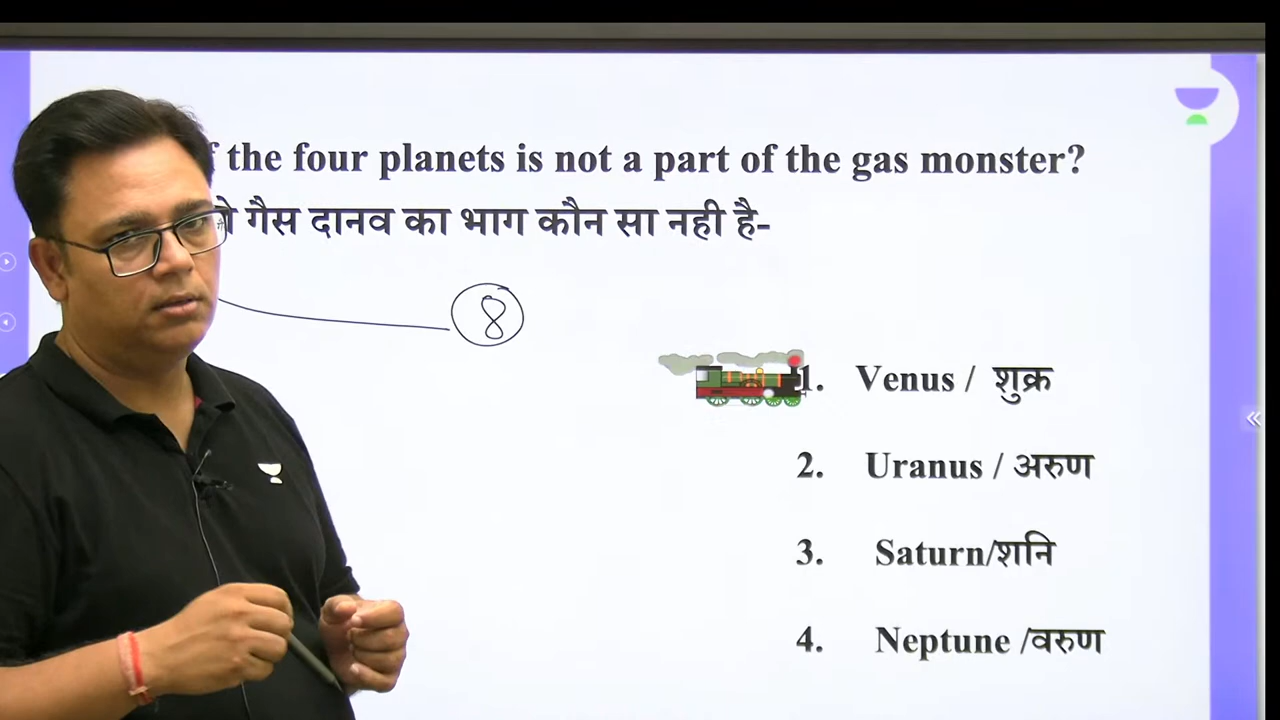 the four planets is not a part of the gas monster?
गैस दानव का भाग कौन सा नही है-
8
1. Venus / शुक्र
2. Uranus / अरुण
3. Saturn/शनि
4. Neptune /वरुण